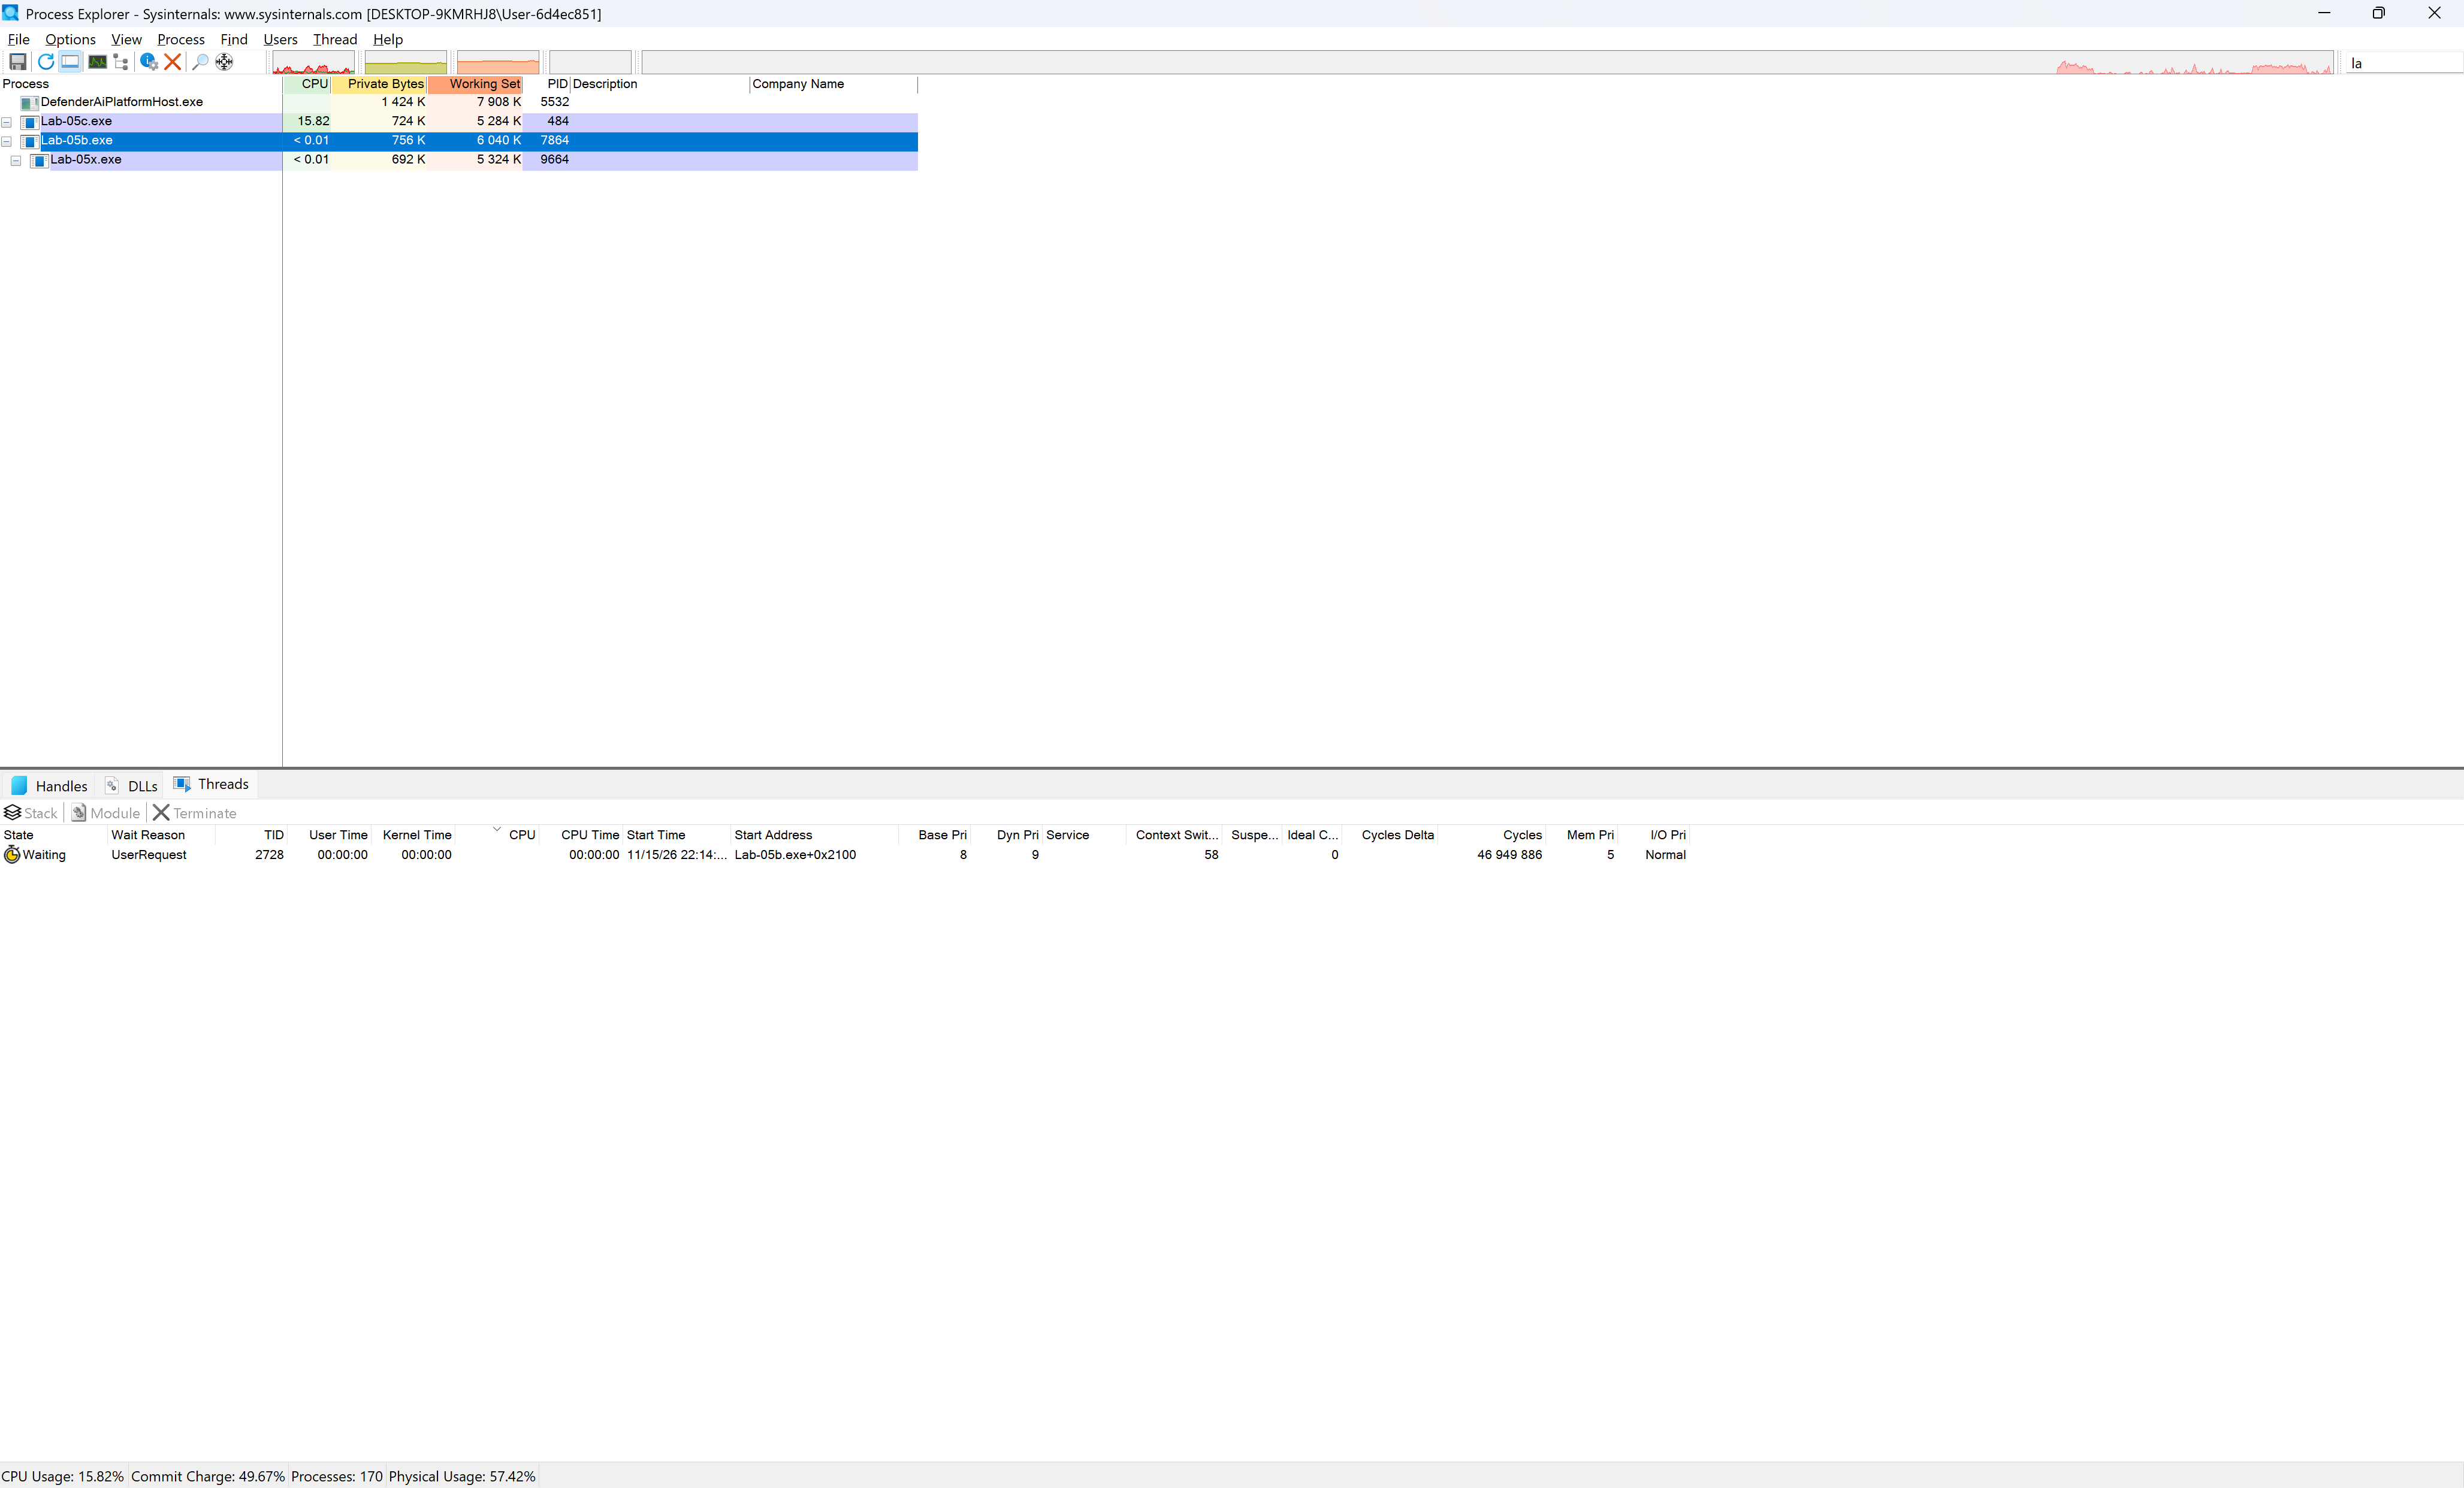 Process Explorer - Sysinternals: www.sysinternals.com [DESKTOP-9KMRHJ8\User-6d4ec851]
File Options View Process Find Users Thread Help
la
Process CPU Private Bytes Working Set PID Description Company Name
DefenderAiPlatformHost.exe 1 424 K 7 908 K 5532
Lab-05c.exe 15.82 724 K 5 284 K 484
Lab-05b.exe < 0.01 756 K 6 040 K 7864
Lab-05x.exe < 0.01 692 K 5 324 K 9664
Handles DLLs Threads
Stack Module Terminate
State Wait Reason TID User Time Kernel Time CPU CPU Time Start Time Start Address Base Pri Dyn Pri Service Context Swit... Suspe... Ideal C... Cycles Delta Cycles Mem Pri I/O Pri
Waiting UserRequest 2728 00:00:00 00:00:00 00:00:00 11/15/26 22:14:... Lab-05b.exe+0x2100 8 9 58 0 46 949 886 5 Normal
CPU Usage: 15.82% Commit Charge: 49.67% Processes: 170 Physical Usage: 57.42%